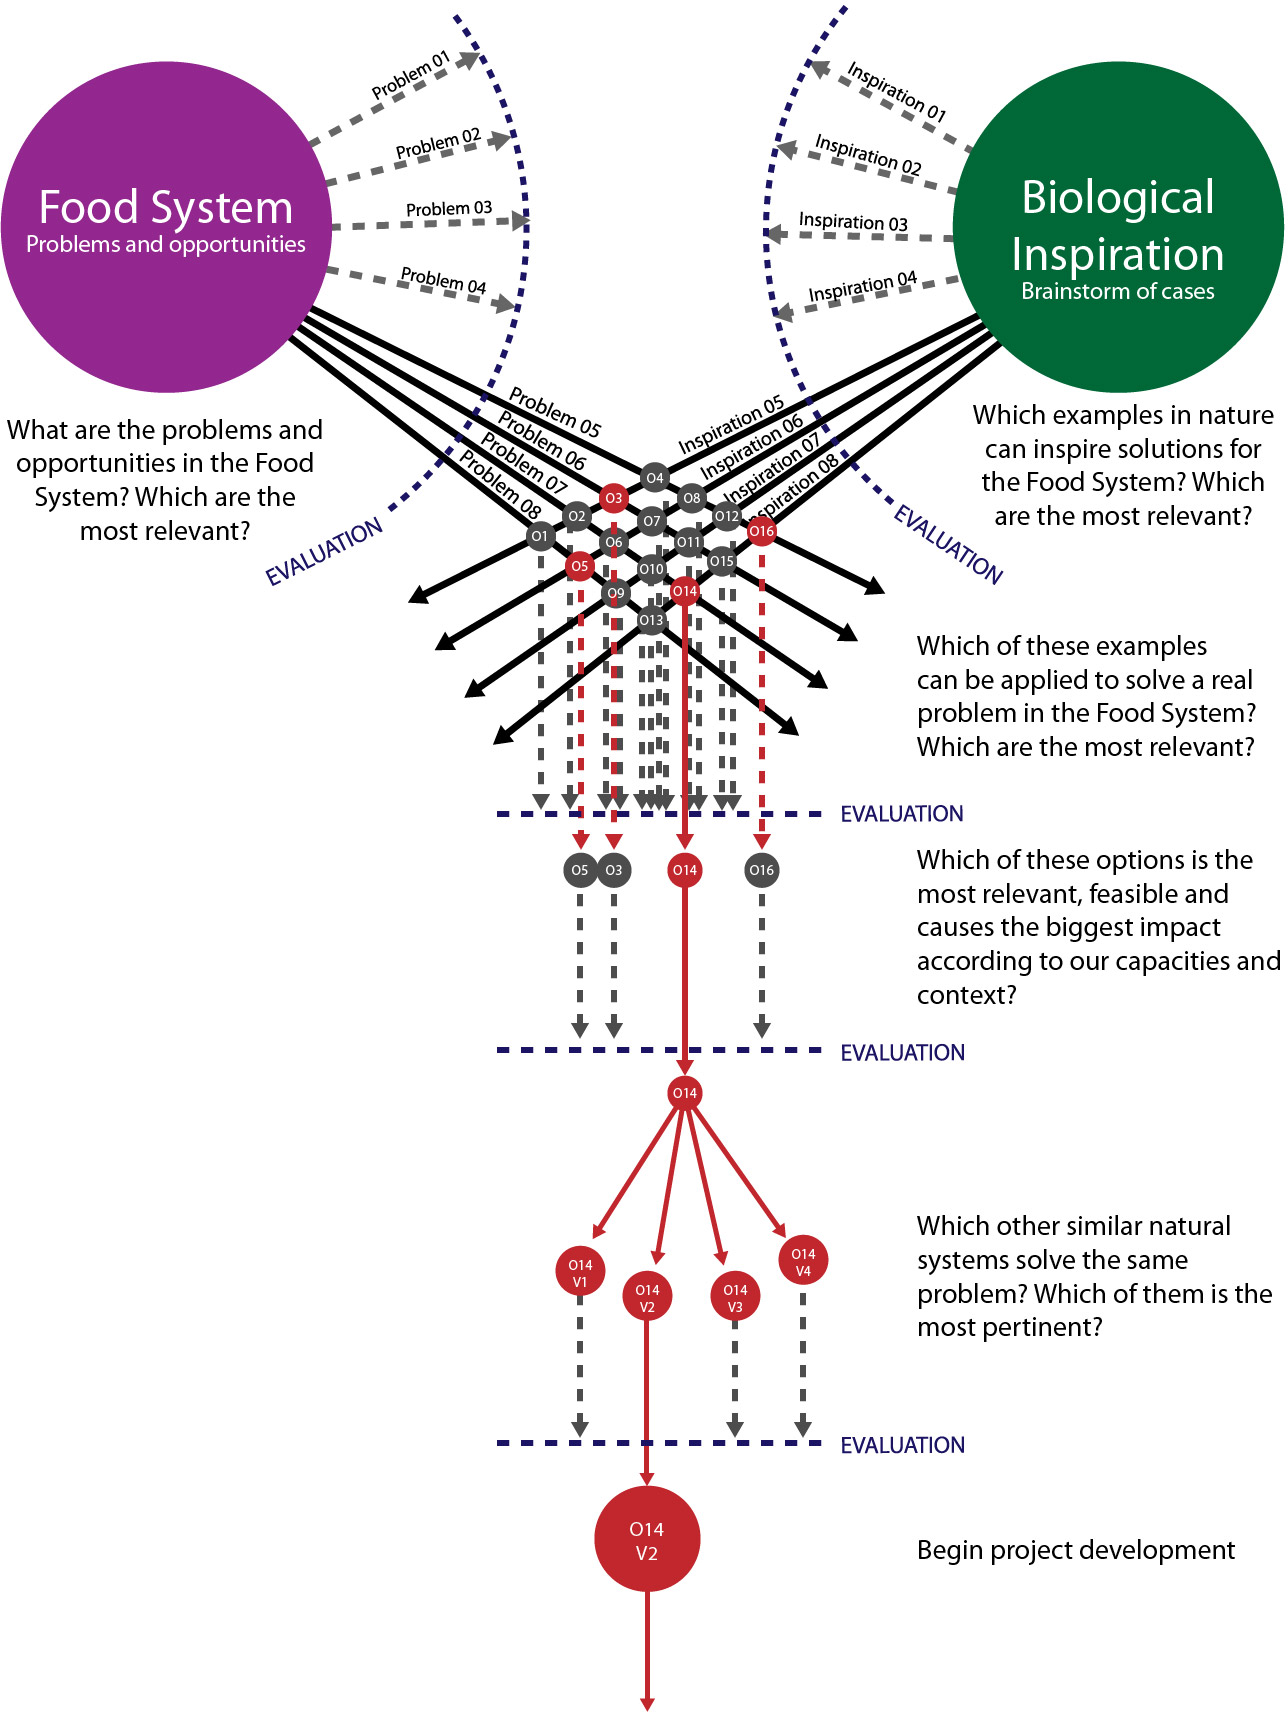 Problem 01
Problem 02
Problem 03
Problem 04
Food System
Problems and opportunities
Inspiration 01
Inspiration 02
Inspiration 03
Inspiration 04
Biological
Inspiration
Brainstorm of cases
What are the problems and
opportunities in the Food
System? Which are the
most relevant?
Which examples in nature
can inspire solutions for
the Food System? Which
are the most relevant?
Problem 05
Problem 06
Problem 07
Problem 08
Inspiration 05
Inspiration 06
Inspiration 07
Inspiration 08
EVALUATION
EVALUATION
O4
O3
O8
O2
O7
O12
O1
O6
O11
O16
O5
O10
O15
O9
O14
O13
Which of these examples
can be applied to solve a real
problem in the Food System?
Which are the most relevant?
EVALUATION
O5
O3
O14
O16
Which of these options is the
most relevant, feasible and
causes the biggest impact
according to our capacities and
context?
EVALUATION
O14
O14
V1
O14
V2
O14
V3
O14
V4
Which other similar natural
systems solve the same
problem? Which of them is the
most pertinent?
EVALUATION
O14
V2
Begin project development